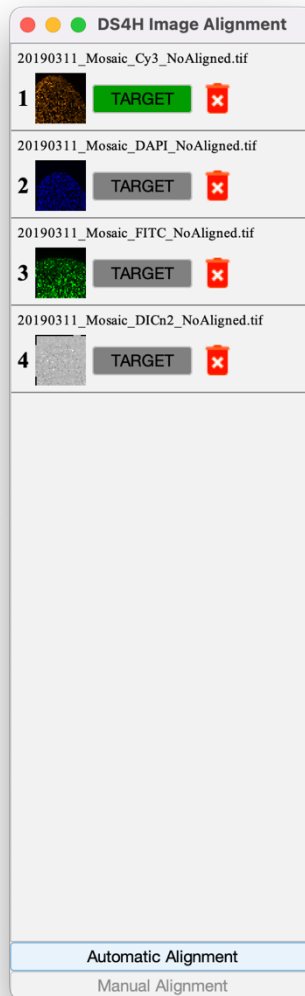 DS4H Image Alignment
20190311_Mosaic_Cy3_NoAligned.tif
1 TARGET
20190311_Mosaic_DAPI_NoAligned.tif
2 TARGET
20190311_Mosaic_FITC_NoAligned.tif
3 TARGET
20190311_Mosaic_DICn2_NoAligned.tif
4 TARGET
Automatic Alignment
Manual Alignment